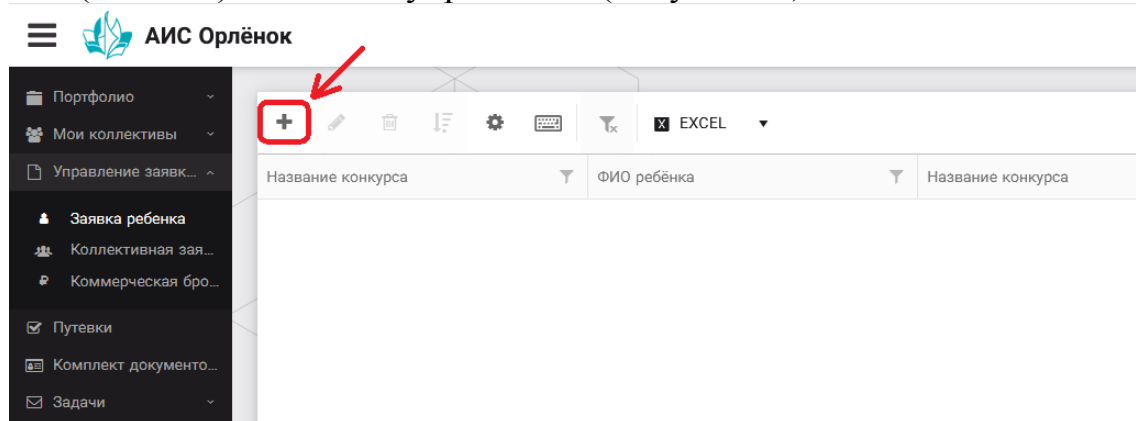 АИС Орлёнок
Портфолио
Мои коллективы
Управление заявк...
Заявка ребенка
Коллективная зая...
Коммерческая бро...
Путевки
Комплект документо...
Задачи
EXCEL
Название конкурса ФИО ребёнка Название конкурса